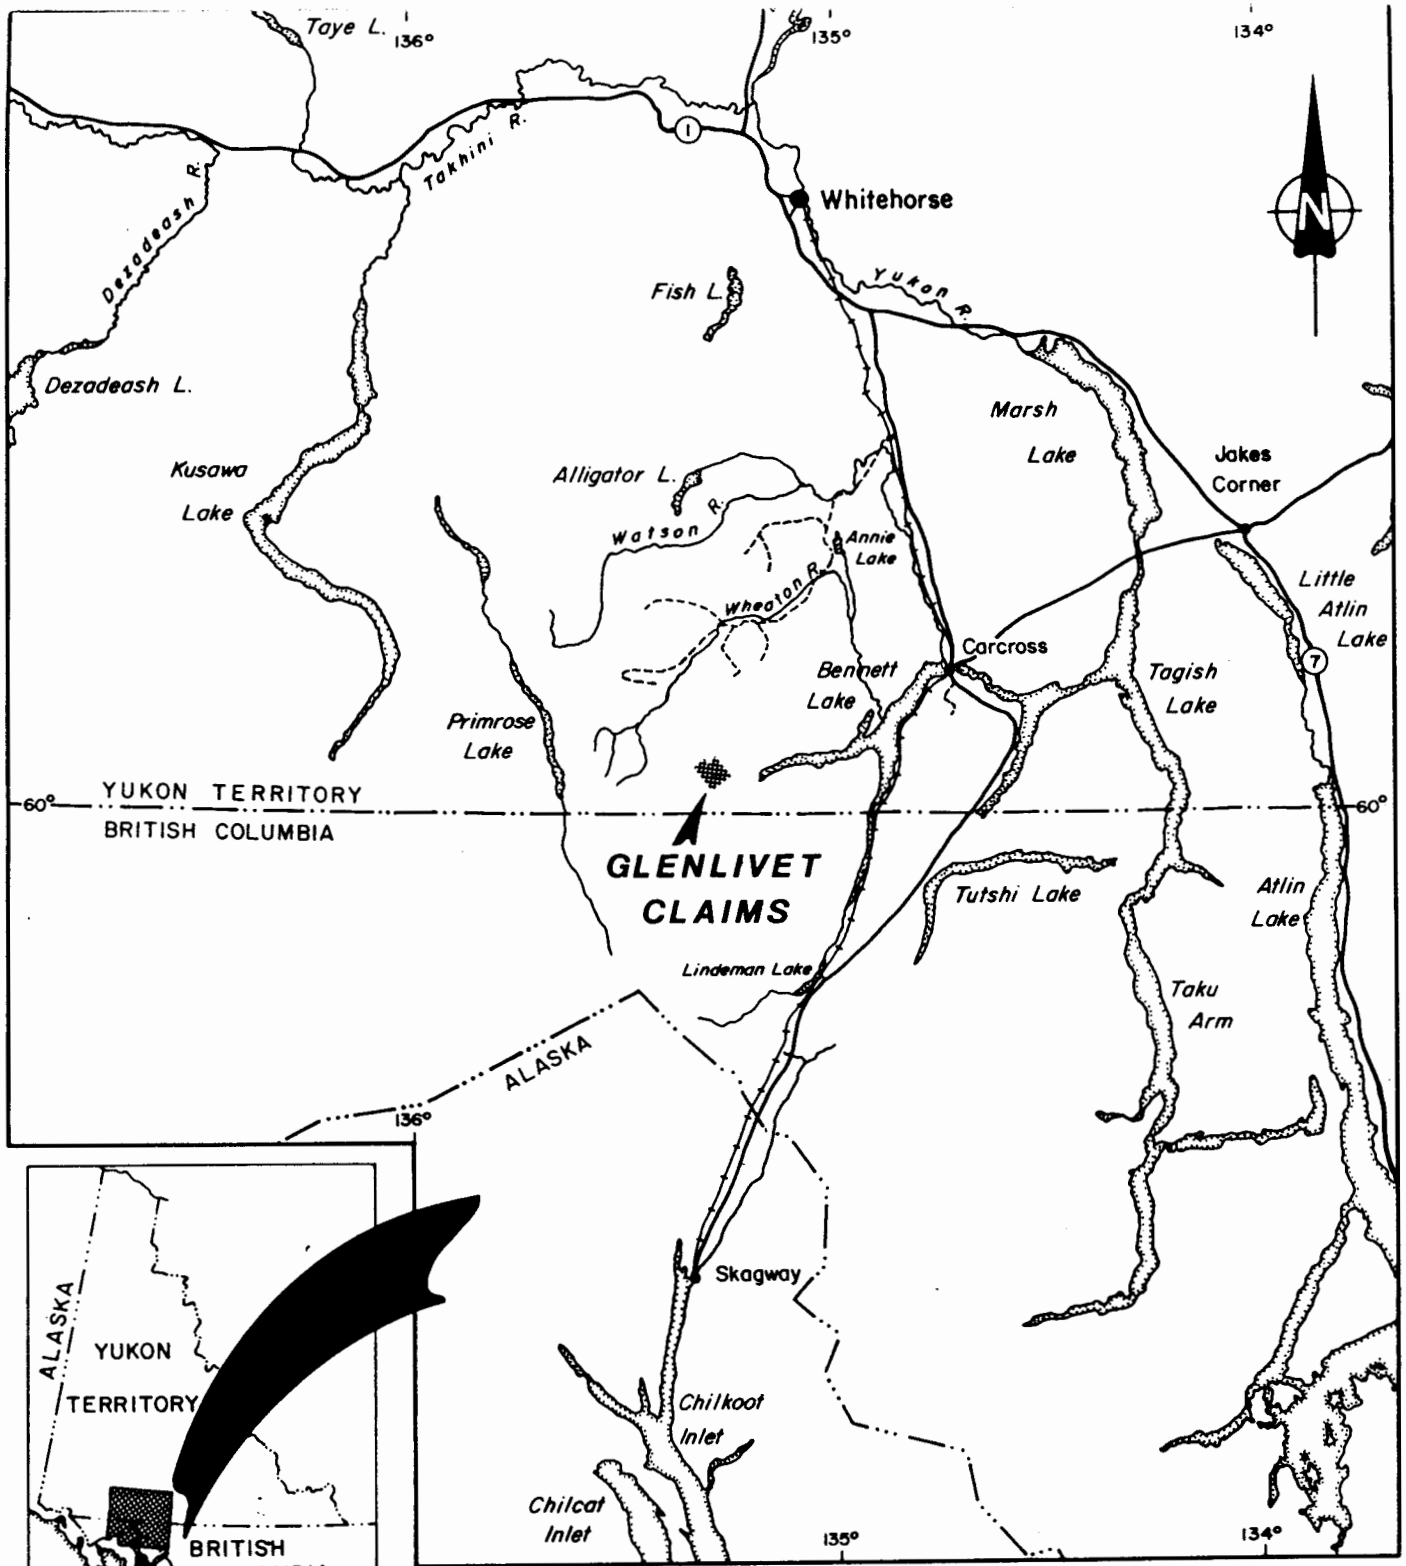 Taye L.
136°
135°
134°
Takhini R.
1
N
Whitehorse
Dezadeash R.
Yukon R.
Fish L.
Dezadeash L.
Marsh
Lake
Jakes
Corner
Kusawa
Lake
Alligator L.
Watson R.
Annie
Lake
Wheaton R.
Little
Atlin
Lake
7
Carcross
Bennett
Lake
Tagish
Lake
Primrose
Lake
YUKON TERRITORY
60°
60°
BRITISH COLUMBIA
GLENLIVET
CLAIMS
Tutshi Lake
Atlin
Lake
Lindeman Lake
Taku
Arm
ALASKA
136°
Skagway
ALASKA
YUKON
TERRITORY
Chilkoot
Inlet
Chilcat
Inlet
BRITISH
135°
134°